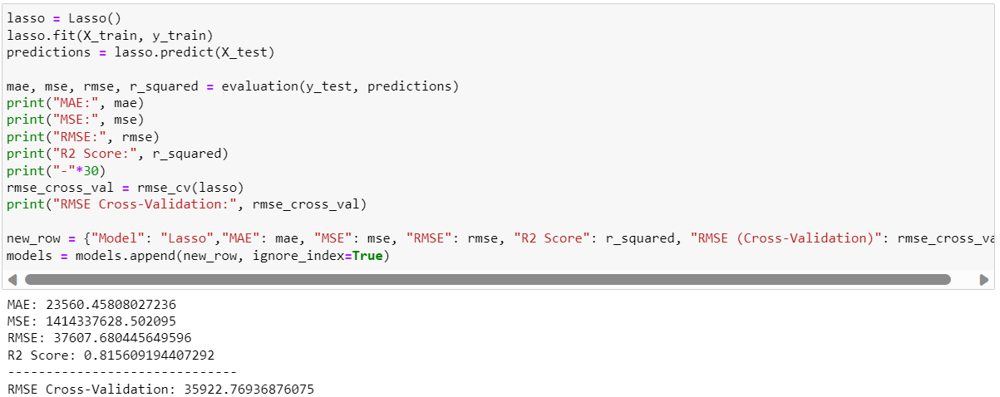 lasso = Lasso()
lasso.fit(X_train, y_train)
predictions = lasso.predict(X_test)
mae, mse, rmse, r_squared = evaluation(y_test, predictions)
print("MAE:", mae)
print("MSE:", mse)
print("RMSE:", rmse)
print("R2 Score:", r_squared)
print("-"*30)
rmse_cross_val = rmse_cv(lasso)
print("RMSE Cross-Validation:", rmse_cross_val)
new_row = {"Model": "Lasso","MAE": mae, "MSE": mse, "RMSE": rmse, "R2 Score": r_squared, "RMSE (Cross-Validation)": rmse_cross_va
models = models.append(new_row, ignore_index=True)
MAE: 23560.45808027236
MSE: 1414337628.502095
RMSE: 37607.680445649596
R2 Score: 0.815609194407292
------------------------------
RMSE Cross-Validation: 35922.76936876075